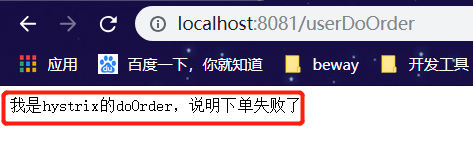 localhost:8081/userDoOrder
应用 百度一下，你就知道 beway 开发工具
我是hystrix的doOrder，说明下单失败了